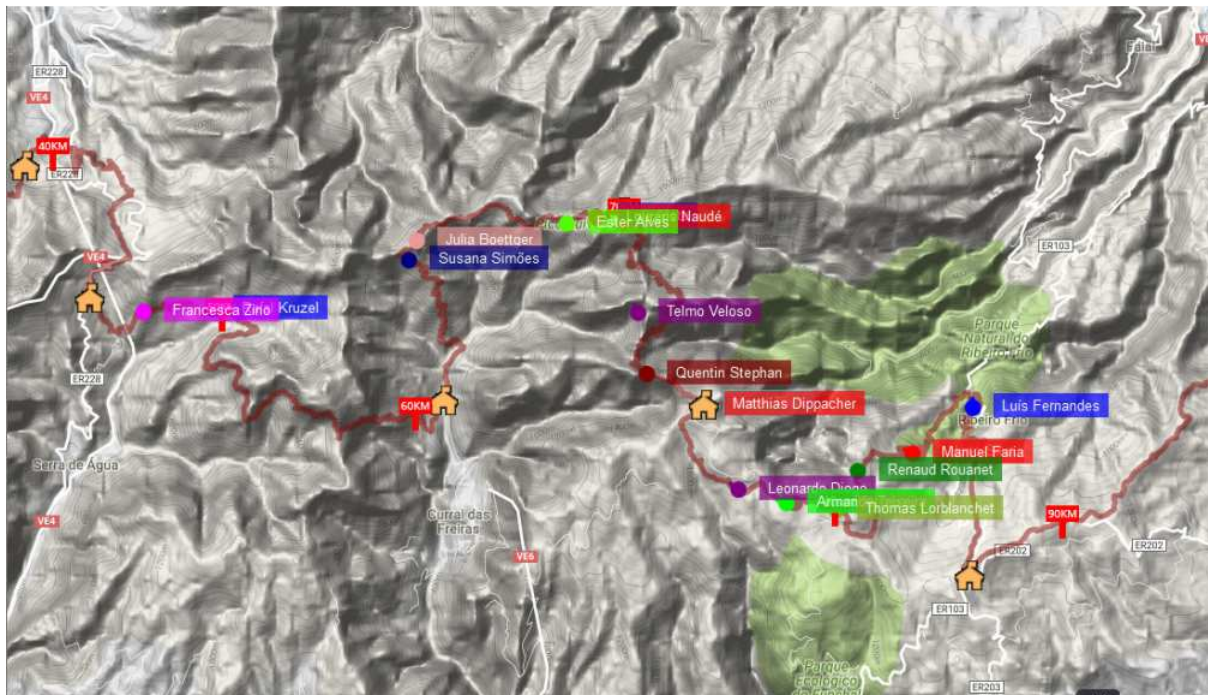 Faial
ER228
VE4
40KM
ER228
ER103
Lourens Naudé
Ester Alves
Julia Boettger
Susana Simões
VE4
Francesca Zirio
Kruzel
Telmo Veloso
Parque
Natural do
Ribeiro Frio
Quentin Stephan
ER228
Matthias Dippacher
60KM
Luís Fernandes
Ribeiro Frio
Manuel Faria
Serra de Água
Renaud Rouanet
Leonardo Diogo
Thomas Lorblanchet
VE4
Curral das
Freiras
90KM
ER202
ER202
VE6
ER103
Parque
Ecológico
ER203